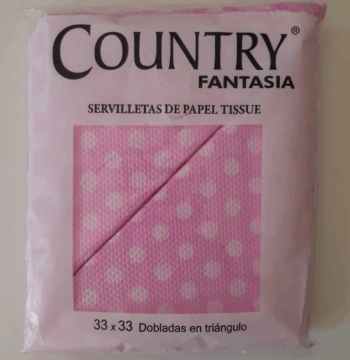 COUNTRY®
FANTASIA
SERVILLETAS DE PAPEL TISSUE
33 x 33 Dobladas en triángulo